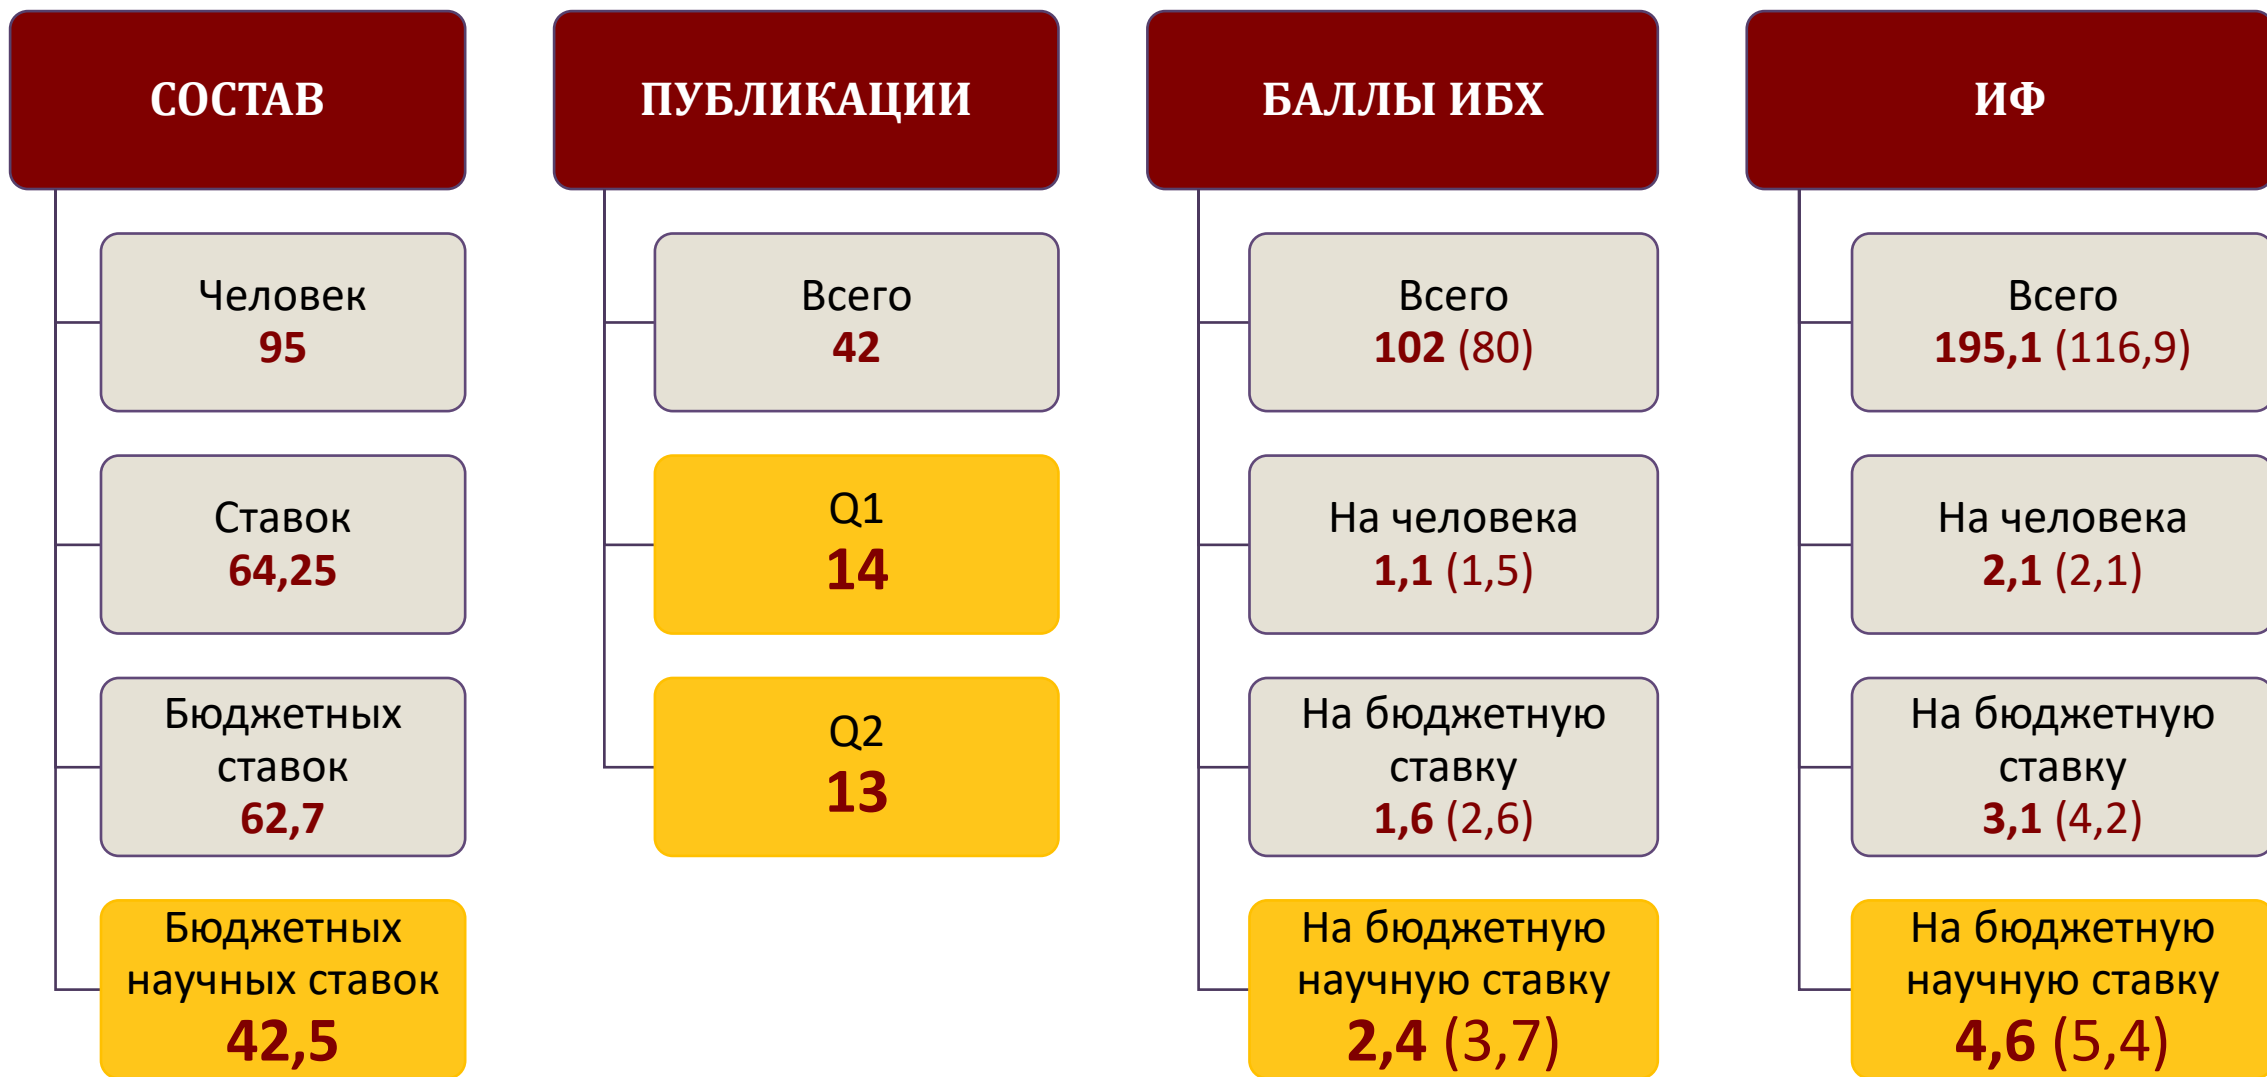 СОСТАВ
Человек
95
Ставок
64,25
Бюджетных
ставок
62,7
Бюджетных
научных ставок
42,5
ПУБЛИКАЦИИ
Всего
42
Q1
14
Q2
13
БАЛЛЫ ИБХ
Всего
102 (80)
На человека
1,1 (1,5)
На бюджетную
ставку
1,6 (2,6)
На бюджетную
научную ставку
2,4 (3,7)
ИФ
Всего
195,1 (116,9)
На человека
2,1 (2,1)
На бюджетную
ставку
3,1 (4,2)
На бюджетную
научную ставку
4,6 (5,4)